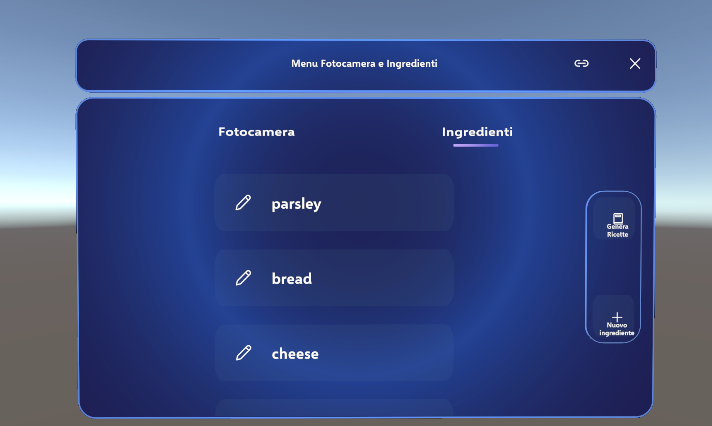 Menu Fotocamera e Ingredienti
Fotocamera
Ingredienti
parsley
bread
cheese
Genera
Ricette
Nuovo
ingrediente